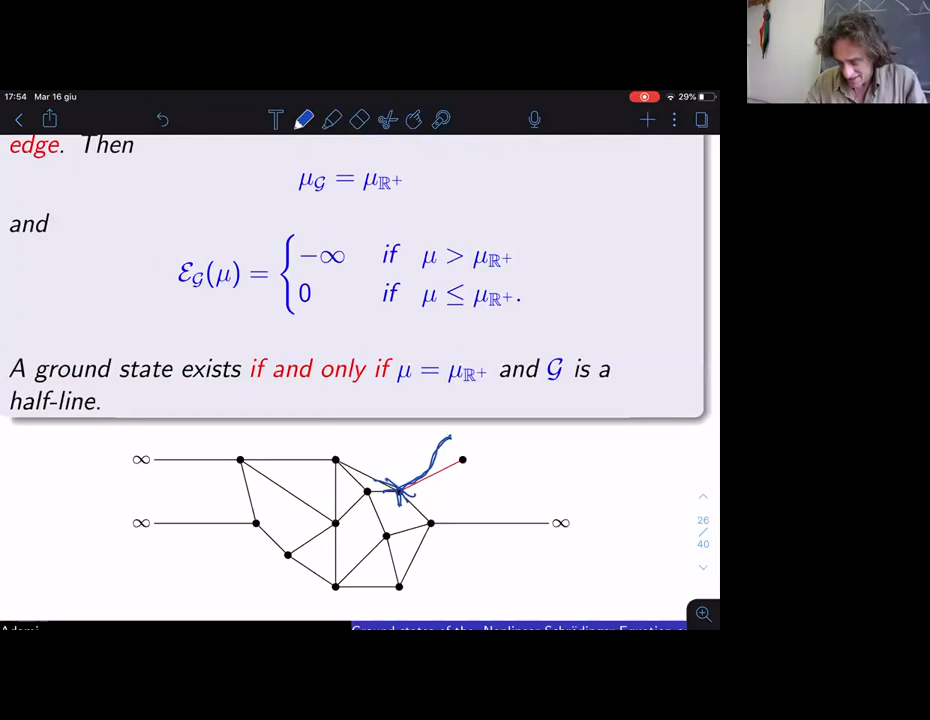 17:54 Mar 16 giu 29%
edge. Then
μ_𝒢 = μ_ℝ⁺
and
ℰ_𝒢(μ) = { −∞ if μ > μ_ℝ⁺
0 if μ ≤ μ_ℝ⁺.
A ground state exists if and only if μ = μ_ℝ⁺ and 𝒢 is a
half-line.
∞
∞ ∞
26
/
40
Adami Ground states of the Nonlinear Schrödinger Equation